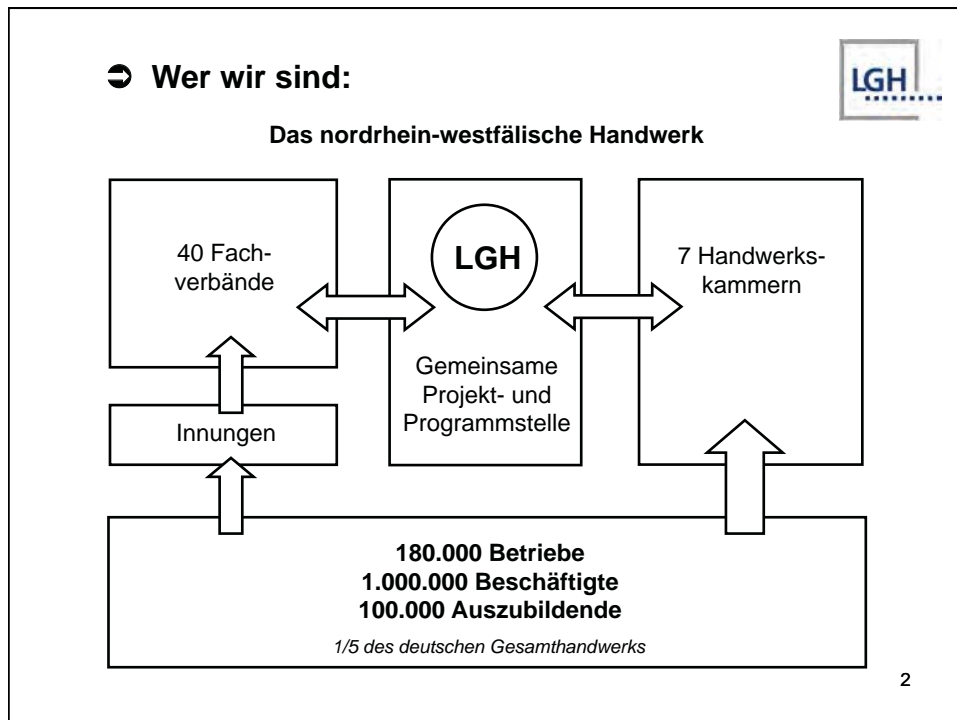 ➲ Wer wir sind:
LGH
Das nordrhein-westfälische Handwerk
40 Fach-
verbände
LGH
Gemeinsame
Projekt- und
Programmstelle
7 Handwerks-
kammern
Innungen
180.000 Betriebe
1.000.000 Beschäftigte
100.000 Auszubildende
1/5 des deutschen Gesamthandwerks
2